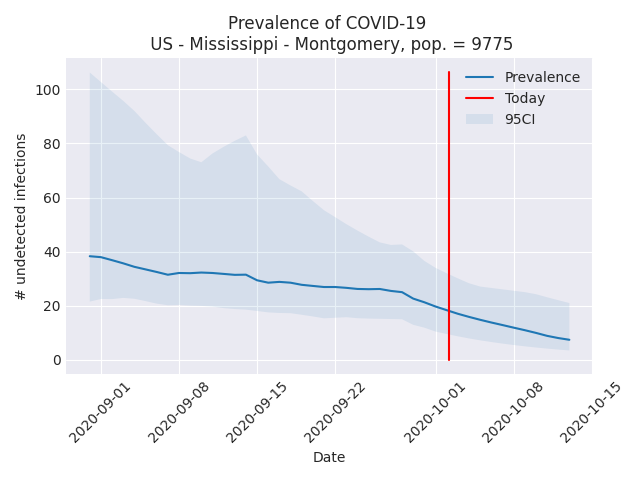 Prevalence of COVID-19
US - Mississippi - Montgomery, pop. = 9775
Prevalence
Today
95CI
# undetected infections
100
80
60
40
20
0
2020-09-01
2020-09-08
2020-09-15
2020-09-22
2020-10-01
2020-10-08
2020-10-15
Date